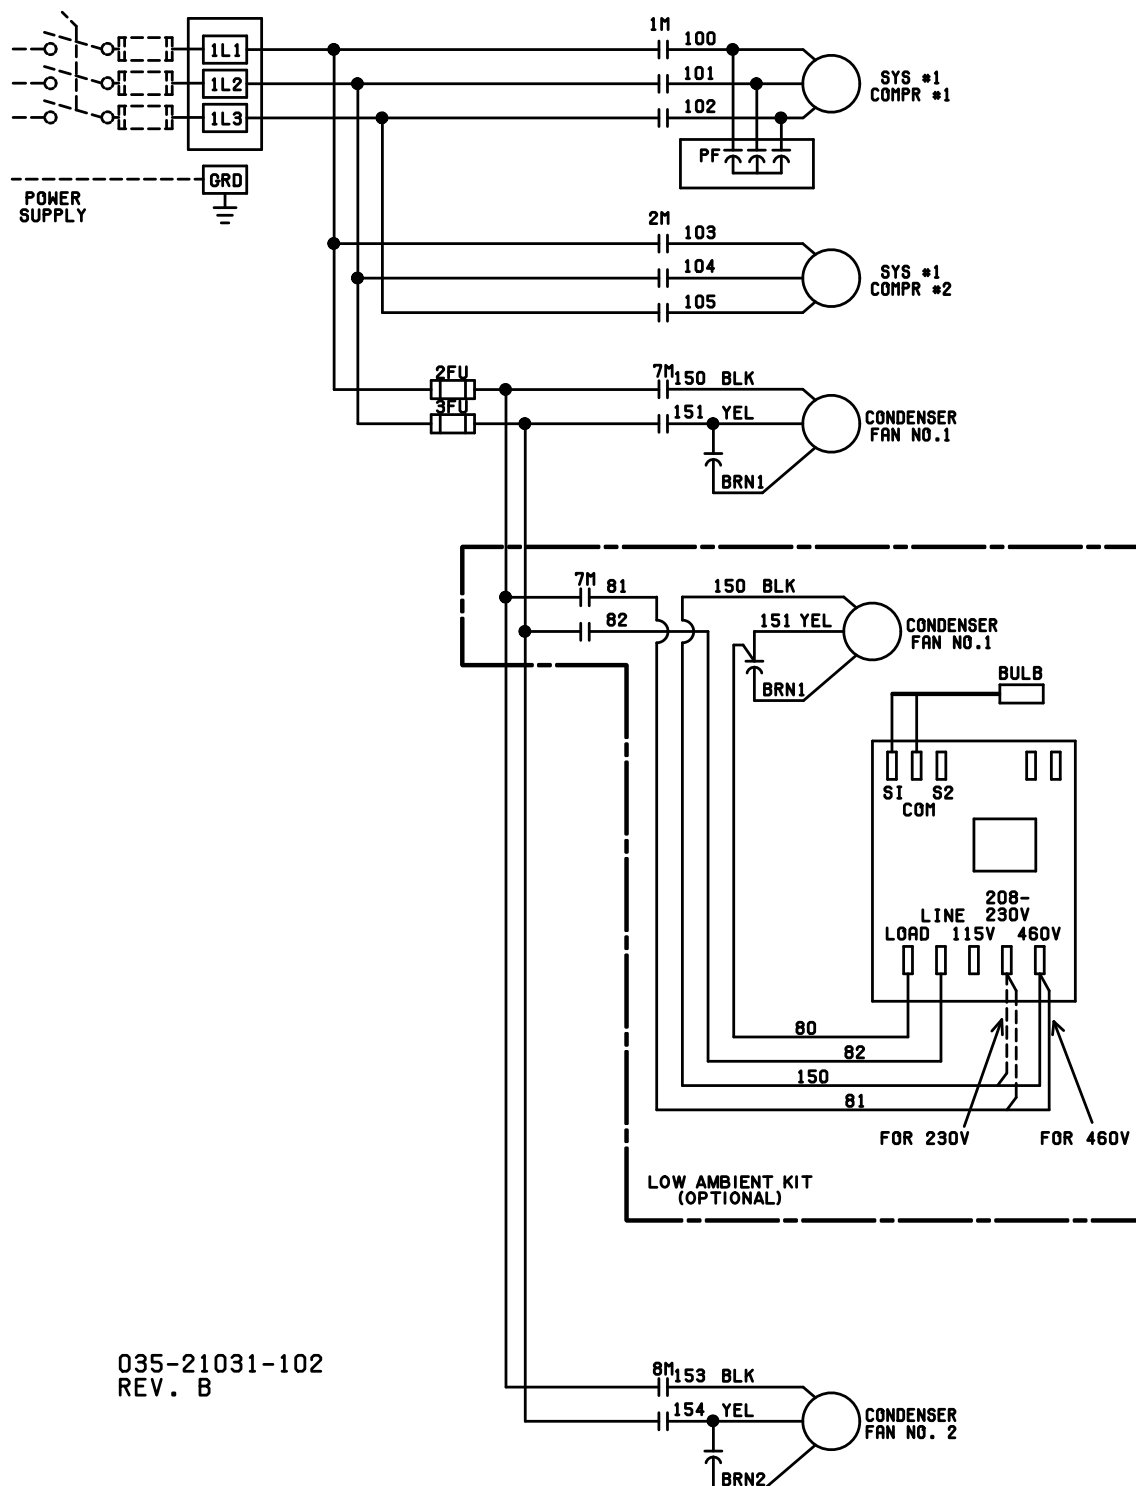 1M
100
1L1
101
SYS #1
COMPR #1
1L2
102
1L3
PF
GRD
POWER
SUPPLY
2M
103
104
SYS #1
COMPR #2
105
2FU
7M
150 BLK
3FU
151 YEL
CONDENSER
FAN NO.1
BRN1
7M
81
150 BLK
82
151 YEL
CONDENSER
FAN NO.1
BRN1
BULB
SI
S2
COM
208-
LINE 230V
LOAD 115V 460V
80
82
150
81
FOR 230V
FOR 460V
LOW AMBIENT KIT
(OPTIONAL)
035-21031-102
REV. B
8M
153 BLK
154 YEL
CONDENSER
FAN NO. 2
BRN2